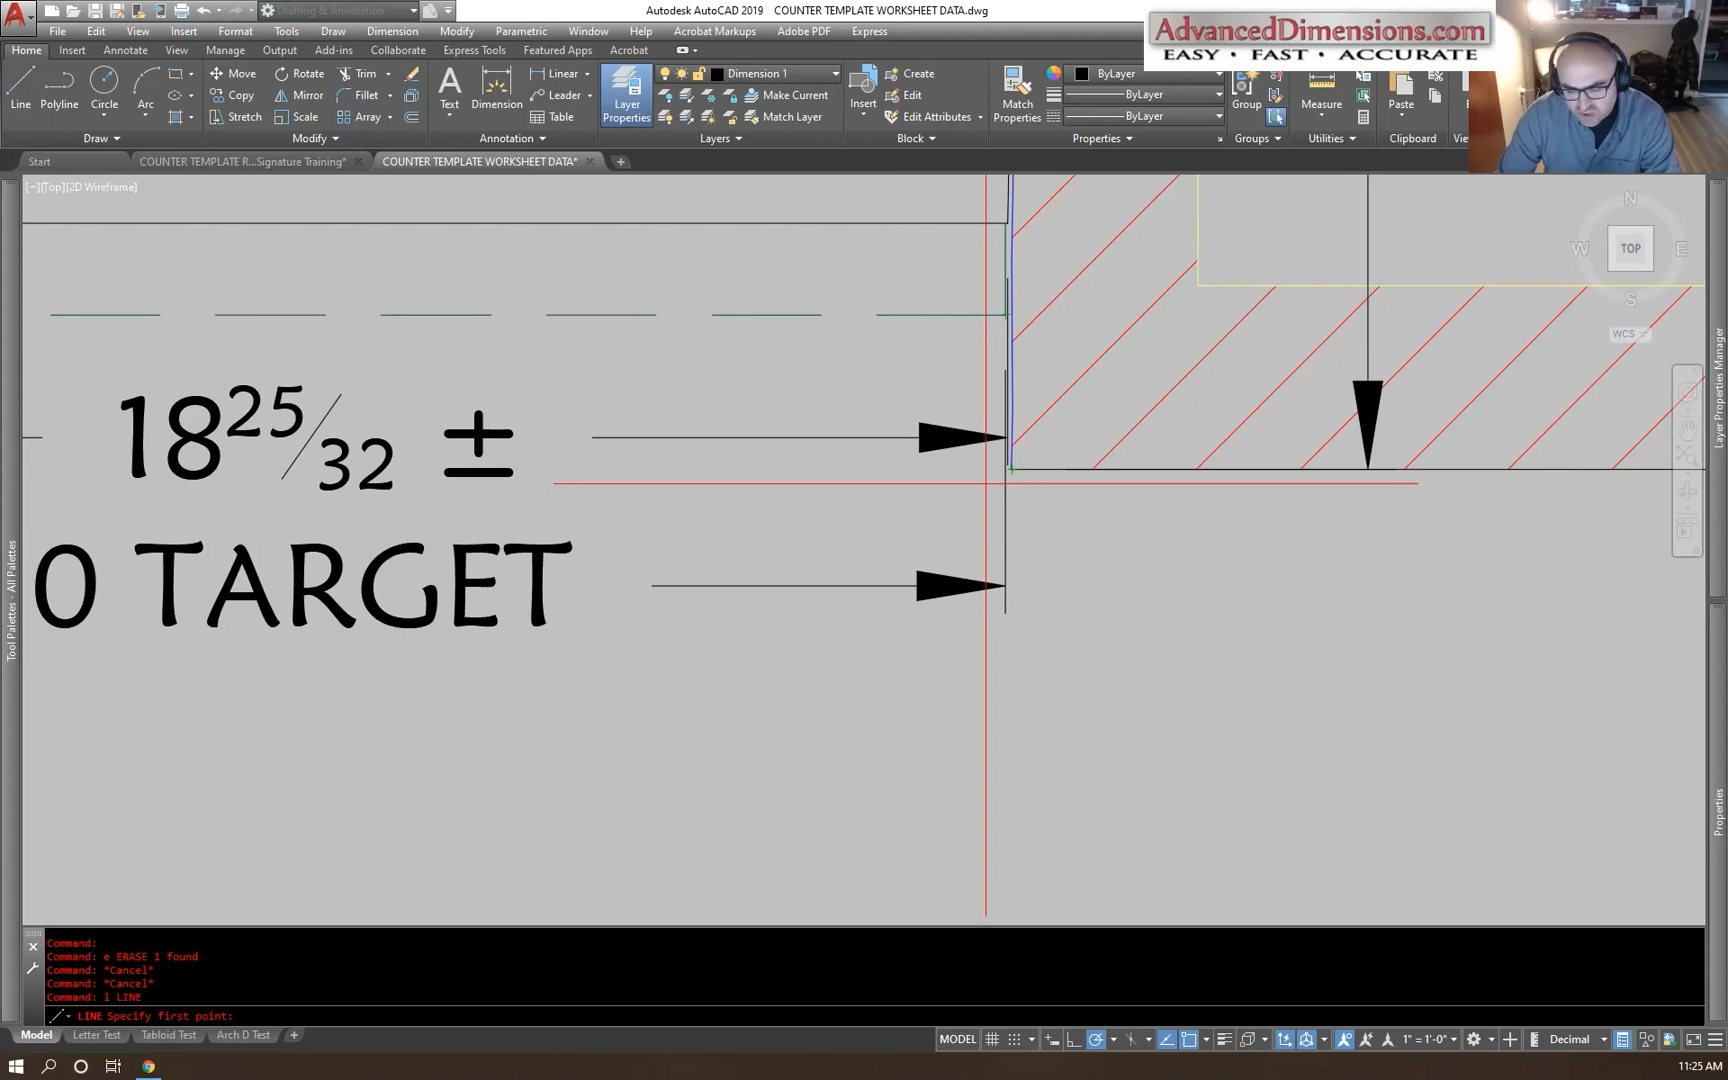 Drafting & Annotation
Autodesk AutoCAD 2019 COUNTER TEMPLATE WORKSHEET DATA.dwg
File Edit View Insert Format Tools Draw Dimension Modify Parametric Window Help Acrobat Markups Adobe PDF Express
AdvancedDimensions.com
EASY • FAST • ACCURATE
Home Insert Annotate View Manage Output Add-ins Collaborate Express Tools Featured Apps Acrobat
Move Rotate Trim Linear Dimension 1 Create ByLayer
Copy Mirror Fillet Leader Make Current Edit ByLayer
Line Polyline Circle Arc Text Dimension Layer Properties Insert Match Properties Group Measure Paste
Stretch Scale Array Table Match Layer Edit Attributes ByLayer
Draw Modify Annotation Layers Block Properties Groups Utilities Clipboard
Start COUNTER TEMPLATE R...Signature Training* COUNTER TEMPLATE WORKSHEET DATA*
[−][Top][2D Wireframe]
N
W TOP E
S
WCS
Layer Properties Manager
18 25/32 ±
0 TARGET
Tool Palettes - All Palettes
Properties
Command:
Command: e ERASE 1 found
Command: *Cancel*
Command: *Cancel*
Command: l LINE
LINE Specify first point:
Model Letter Test Tabloid Test Arch D Test
MODEL 1" = 1'-0" Decimal
11:25 AM